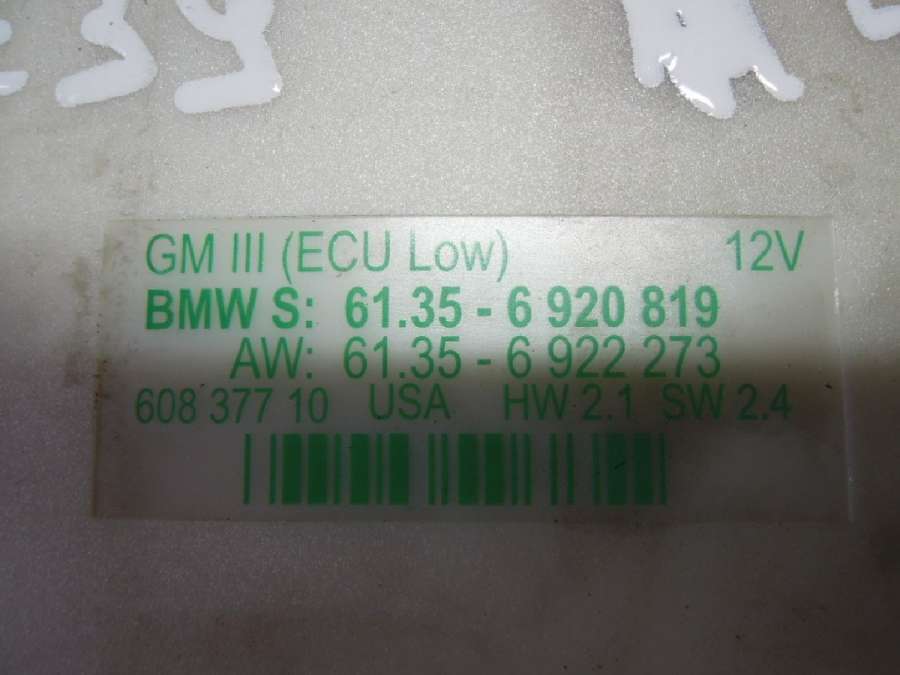 E39
GM III (ECU Low) 12V
BMW S: 61.35 - 6 920 819
AW: 61.35 - 6 922 273
608 377 10 USA HW 2.1 SW 2.4